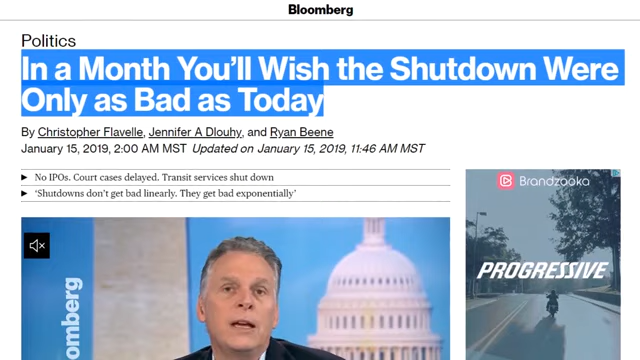 Bloomberg
Politics
In a Month You'll Wish the Shutdown Were
Only as Bad as Today
By Christopher Flavelle, Jennifer A Dlouhy, and Ryan Beene
January 15, 2019, 2:00 AM MST Updated on January 15, 2019, 11:46 AM MST
► No IPOs. Court cases delayed. Transit services shut down
► 'Shutdowns don't get bad linearly. They get bad exponentially'
Brandzooka
PROGRESSIVE
omberg